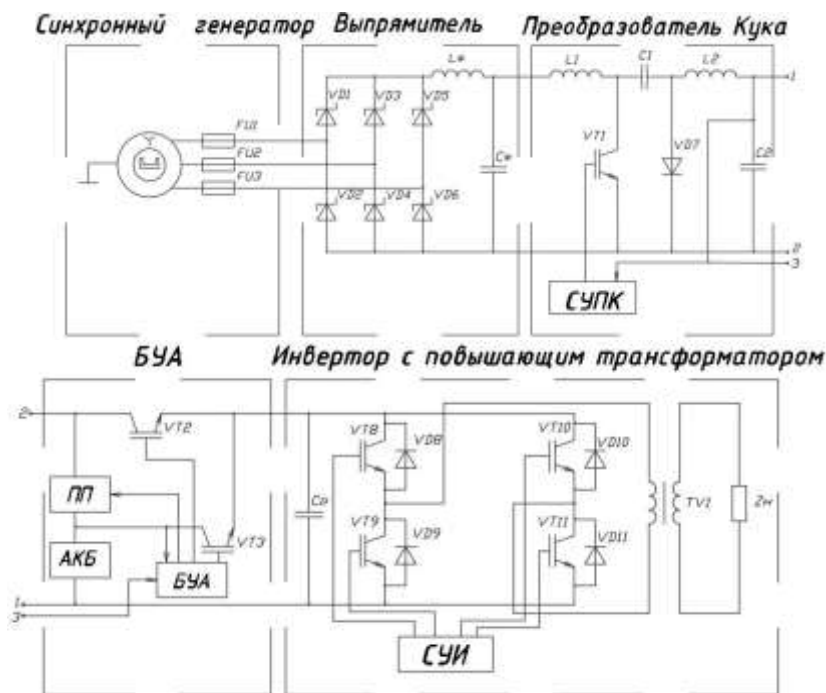 Синхронный генератор Выпрямитель Преобразователь Кука
Lф L1 C1 L2 1
VD1 VD3 VD5
FU1
FU2
FU3
VT1 VD7
Cф C2
VD2 VD4 VD6
2
3
СУПК
БУА Инвертор с повышающим трансформатором
2
VT2 VT8 VD8 VT10 VD10
ПП
Cп TV1 Zн
VT3 VT9 VD9 VT11 VD11
АКБ БУА
1
3
СУИ